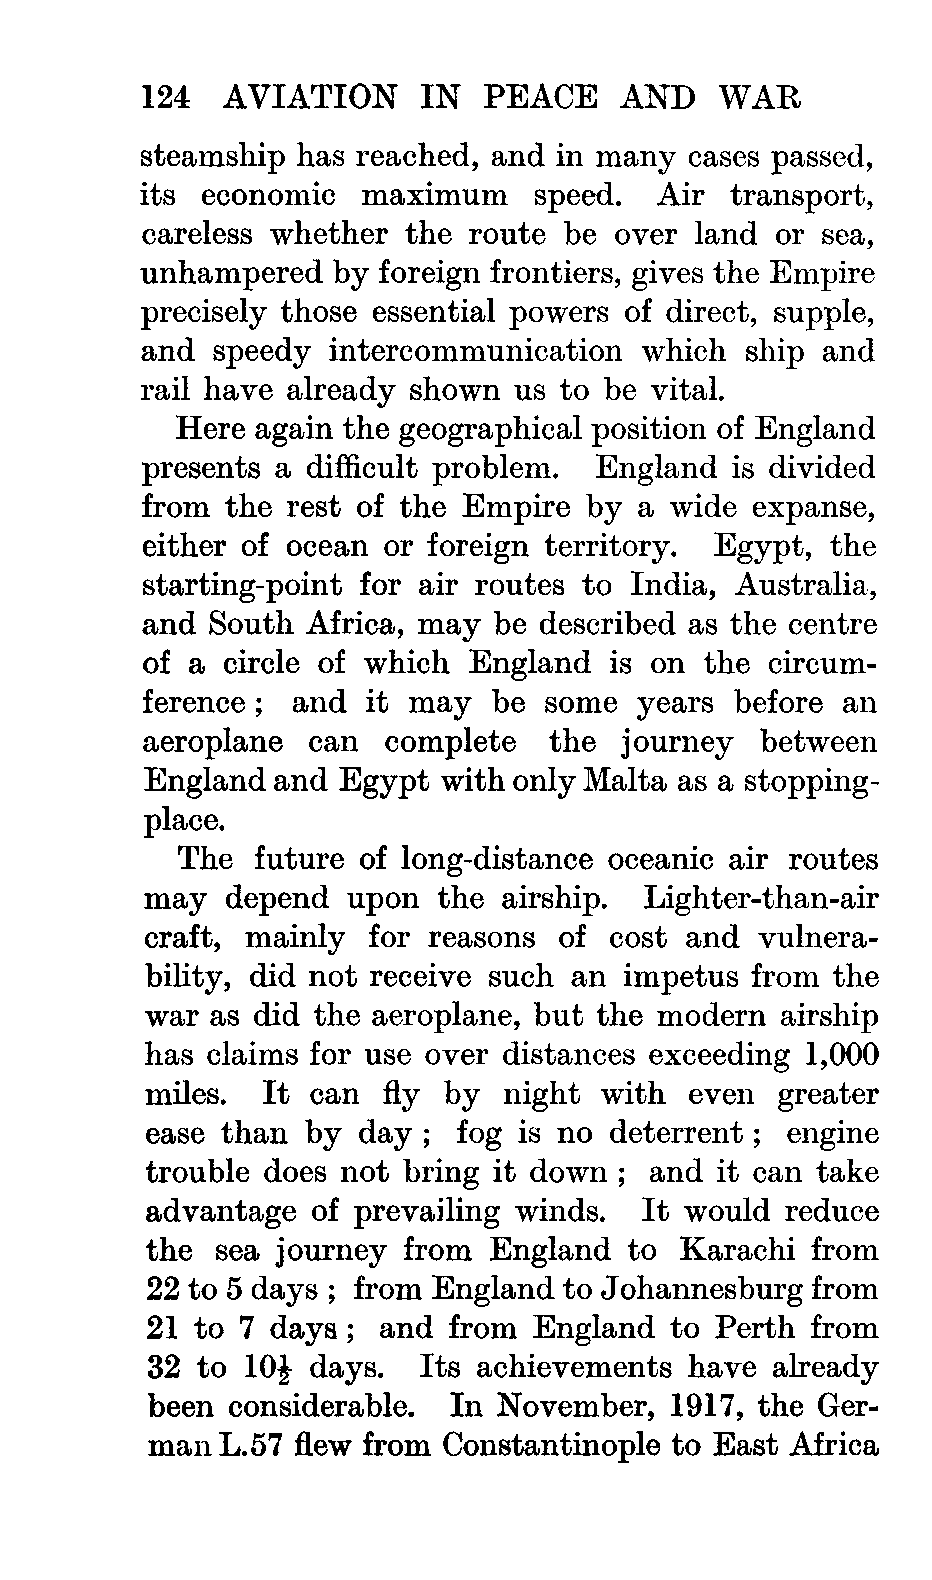 124 AVIATION IN PEACE AND WAR
steamship has reached, and in many cases passed,
its economic maximum speed. Air transport,
careless whether the route be over land or sea,
unhampered by foreign frontiers, gives the Empire
precisely those essential powers of direct, supple,
and speedy intercommunication which ship and
rail have already shown us to be vital.
Here again the geographical position of England
presents a difficult problem. England is divided
from the rest of the Empire by a wide expanse,
either of ocean or foreign territory. Egypt, the
starting-point for air routes to India, Australia,
and South Africa, may be described as the centre
of a circle of which England is on the circum-
ference ; and it may be some years before an
aeroplane can complete the journey between
England and Egypt with only Malta as a stopping-
place.
The future of long-distance oceanic air routes
may depend upon the airship. Lighter-than-air
craft, mainly for reasons of cost and vulnera-
bility, did not receive such an impetus from the
war as did the aeroplane, but the modern airship
has claims for use over distances exceeding 1,000
miles. It can fly by night with even greater
ease than by day ; fog is no deterrent ; engine
trouble does not bring it down ; and it can take
advantage of prevailing winds. It would reduce
the sea journey from England to Karachi from
22 to 5 days ; from England to Johannesburg from
21 to 7 days ; and from England to Perth from
32 to 10½ days. Its achievements have already
been considerable. In November, 1917, the Ger-
man L.57 flew from Constantinople to East Africa